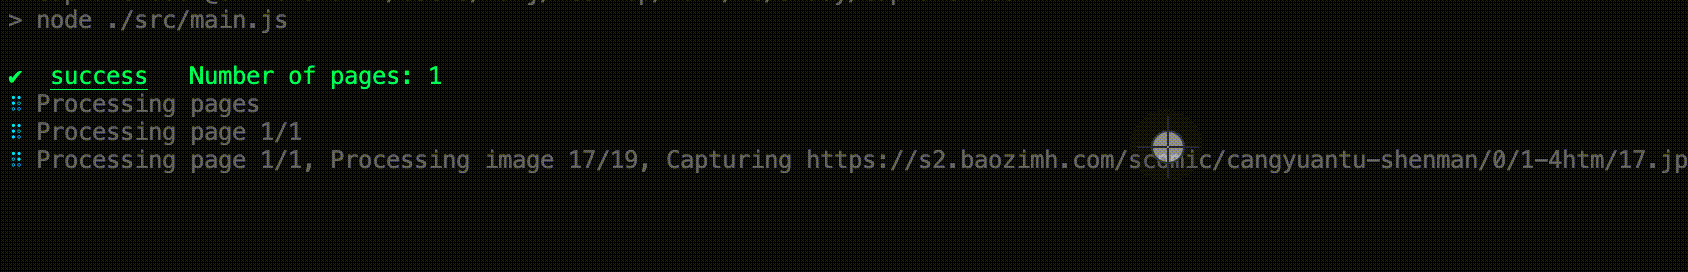 > node ./src/main.js
✔ success Number of pages: 1
⠿ Processing pages
⠿ Processing page 1/1
⠿ Processing page 1/1, Processing image 17/19, Capturing https://s2.baozimh.com/scomic/cangyuantu-shenman/0/1-4htm/17.jp